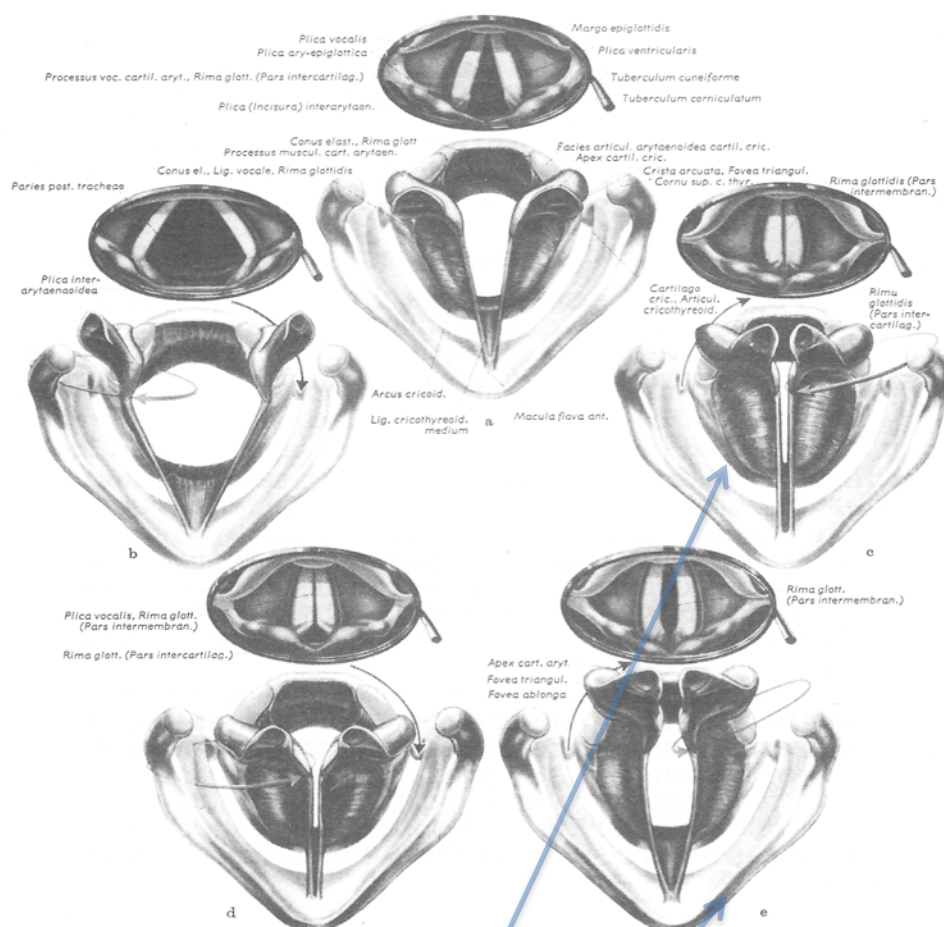 Plica vocalis
Plica ary-epiglottica
Processus voc. cartil. aryt., Rima glott. (Pars intercartilag.)
Plica (Incisura) interarytaen.
Margo epiglottidis
Plica ventricularis
Tuberculum cuneiforme
Tuberculum corniculatum
Conus elast., Rima glott
Processus muscul. cart. arytaen.
Conus el., Lig. vocale, Rima glottidis
Facies articul. arytaenoidea cartil. cric.
Apex cartil. cric.
Crista arcuata, Fovea triangul.
Cornu sup. c. thyr.
Paries post. tracheae
Rima glottidis (Pars
intermembran.)
Plica inter-
arytaenaoidea
Cartilago
cric., Articul.
cricothyreoid.
Rima
glottidis
(Pars inter-
cartilag.)
Arcus cricoid.
Lig. cricothyreoid.
medium
a
Macula flava ant.
b
c
Plica vocalis, Rima glott.
(Pars intermembran.)
Rima glott. (Pars intercartilag.)
Rima glott.
(Pars intermembran.)
Apex cart. aryt.
Fovea triangul.
Fovea ablonga
d
e